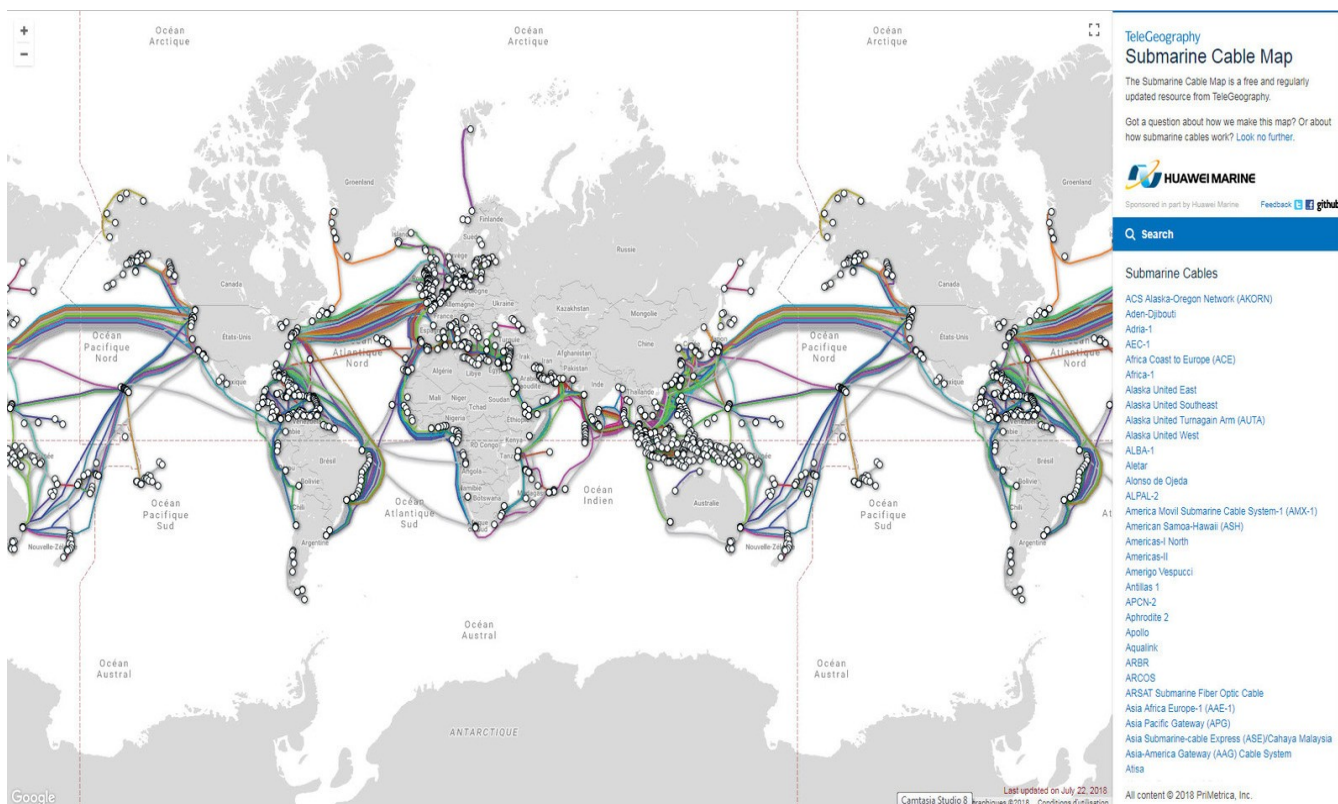 Océan
Arctique
Océan
Arctique
Océan
Arctique
Groenland
Groenland
Finlande
Russie
Canada
Canada
Ukraine
Kazakhstan
Mongolie
États-Unis
États-Unis
Océan
Pacifique
Nord
Océan
Pacifique
Nord
France
Chine
Afghanistan
Pakistan
Irak
Iran
Algérie
Libye
Inde
Mali
Niger
Tchad
Soudan
Thaïlande
Nigeria
Éthiopie
Kenya
RD Congo
Brésil
Brésil
Angola
Namibie
Botswana
Bolivie
Bolivie
Chili
Chili
Argentine
Argentine
Océan
Indien
Australie
Océan
Pacifique
Sud
Océan
Pacifique
Sud
Océan
Atlantique
Sud
Nouvelle-Zél
Nouvelle-Zél
Océan
Austral
Océan
Austral
Océan
Austral
ANTARCTIQUE
Google
Camtasia Studio 8
Last updated on July 22, 2018
graphiques ©2018 Conditions d'utilisation
TeleGeography
Submarine Cable Map
The Submarine Cable Map is a free and regularly
updated resource from TeleGeography.
Got a question about how we make this map? Or about
how submarine cables work? Look no further.
HUAWEI MARINE
Sponsored in part by Huawei Marine
Feedback
github
Search
Submarine Cables
ACS Alaska-Oregon Network (AKORN)
Aden-Djibouti
Adria-1
AEC-1
Africa Coast to Europe (ACE)
Africa-1
Alaska United East
Alaska United Southeast
Alaska United Turnagain Arm (AUTA)
Alaska United West
ALBA-1
Aletar
Alonso de Ojeda
ALPAL-2
America Movil Submarine Cable System-1 (AMX-1)
American Samoa-Hawaii (ASH)
Americas-I North
Americas-II
Amerigo Vespucci
Antillas 1
APCN-2
Aphrodite 2
Apollo
Aqualink
ARBR
ARCOS
ARSAT Submarine Fiber Optic Cable
Asia Africa Europe-1 (AAE-1)
Asia Pacific Gateway (APG)
Asia Submarine-cable Express (ASE)/Cahaya Malaysia
Asia-America Gateway (AAG) Cable System
Atisa
All content © 2018 PriMetrica, Inc.